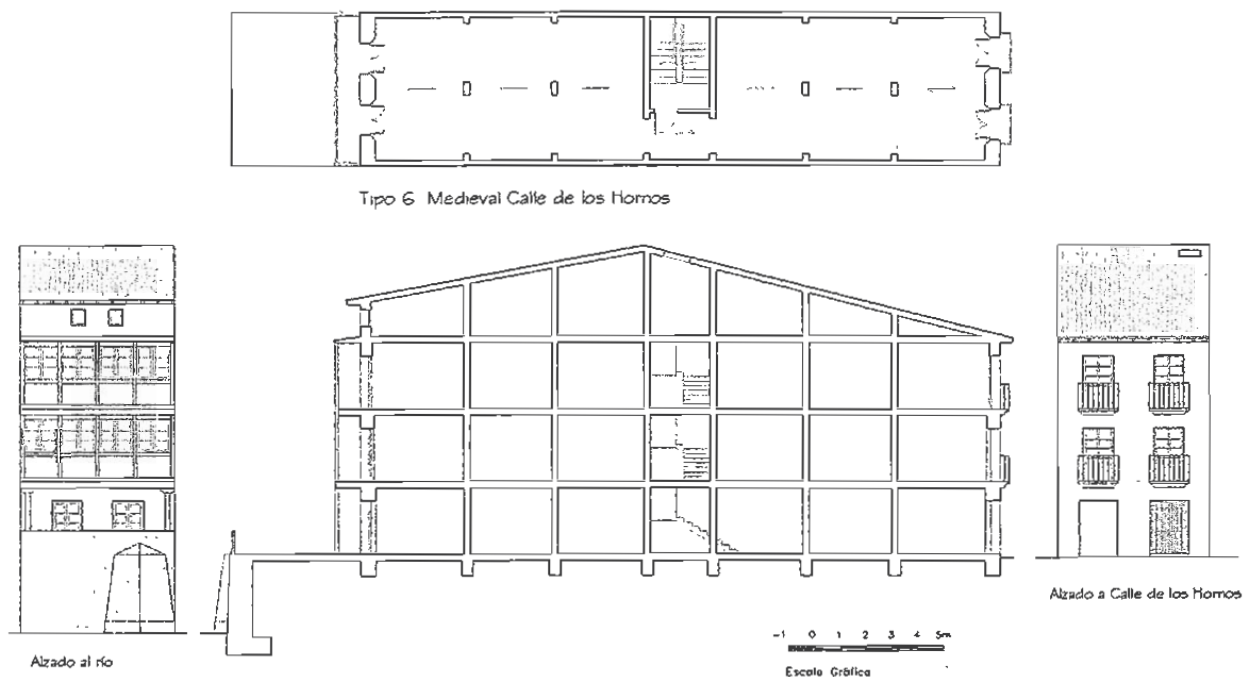 Tipo 6 Medieval Calle de los Hornos
Alzado al río
Alzado a Calle de los Hornos
-1 0 1 2 3 4 5m
Escala Gráfica